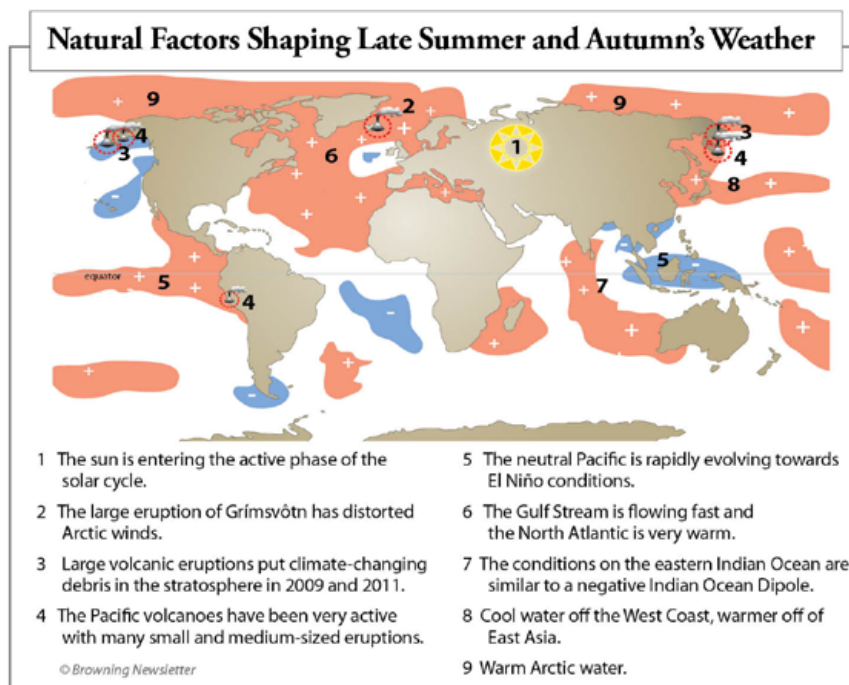 Natural Factors Shaping Late Summer and Autumn's Weather
9
2
9
4
3
6
1
3
4
8
equator
5
4
5
7
1 The sun is entering the active phase of the
solar cycle.
2 The large eruption of Grímsvôtn has distorted
Arctic winds.
3 Large volcanic eruptions put climate-changing
debris in the stratosphere in 2009 and 2011.
4 The Pacific volcanoes have been very active
with many small and medium-sized eruptions.
© Browning Newsletter
5 The neutral Pacific is rapidly evolving towards
El Niño conditions.
6 The Gulf Stream is flowing fast and
the North Atlantic is very warm.
7 The conditions on the eastern Indian Ocean are
similar to a negative Indian Ocean Dipole.
8 Cool water off the West Coast, warmer off of
East Asia.
9 Warm Arctic water.